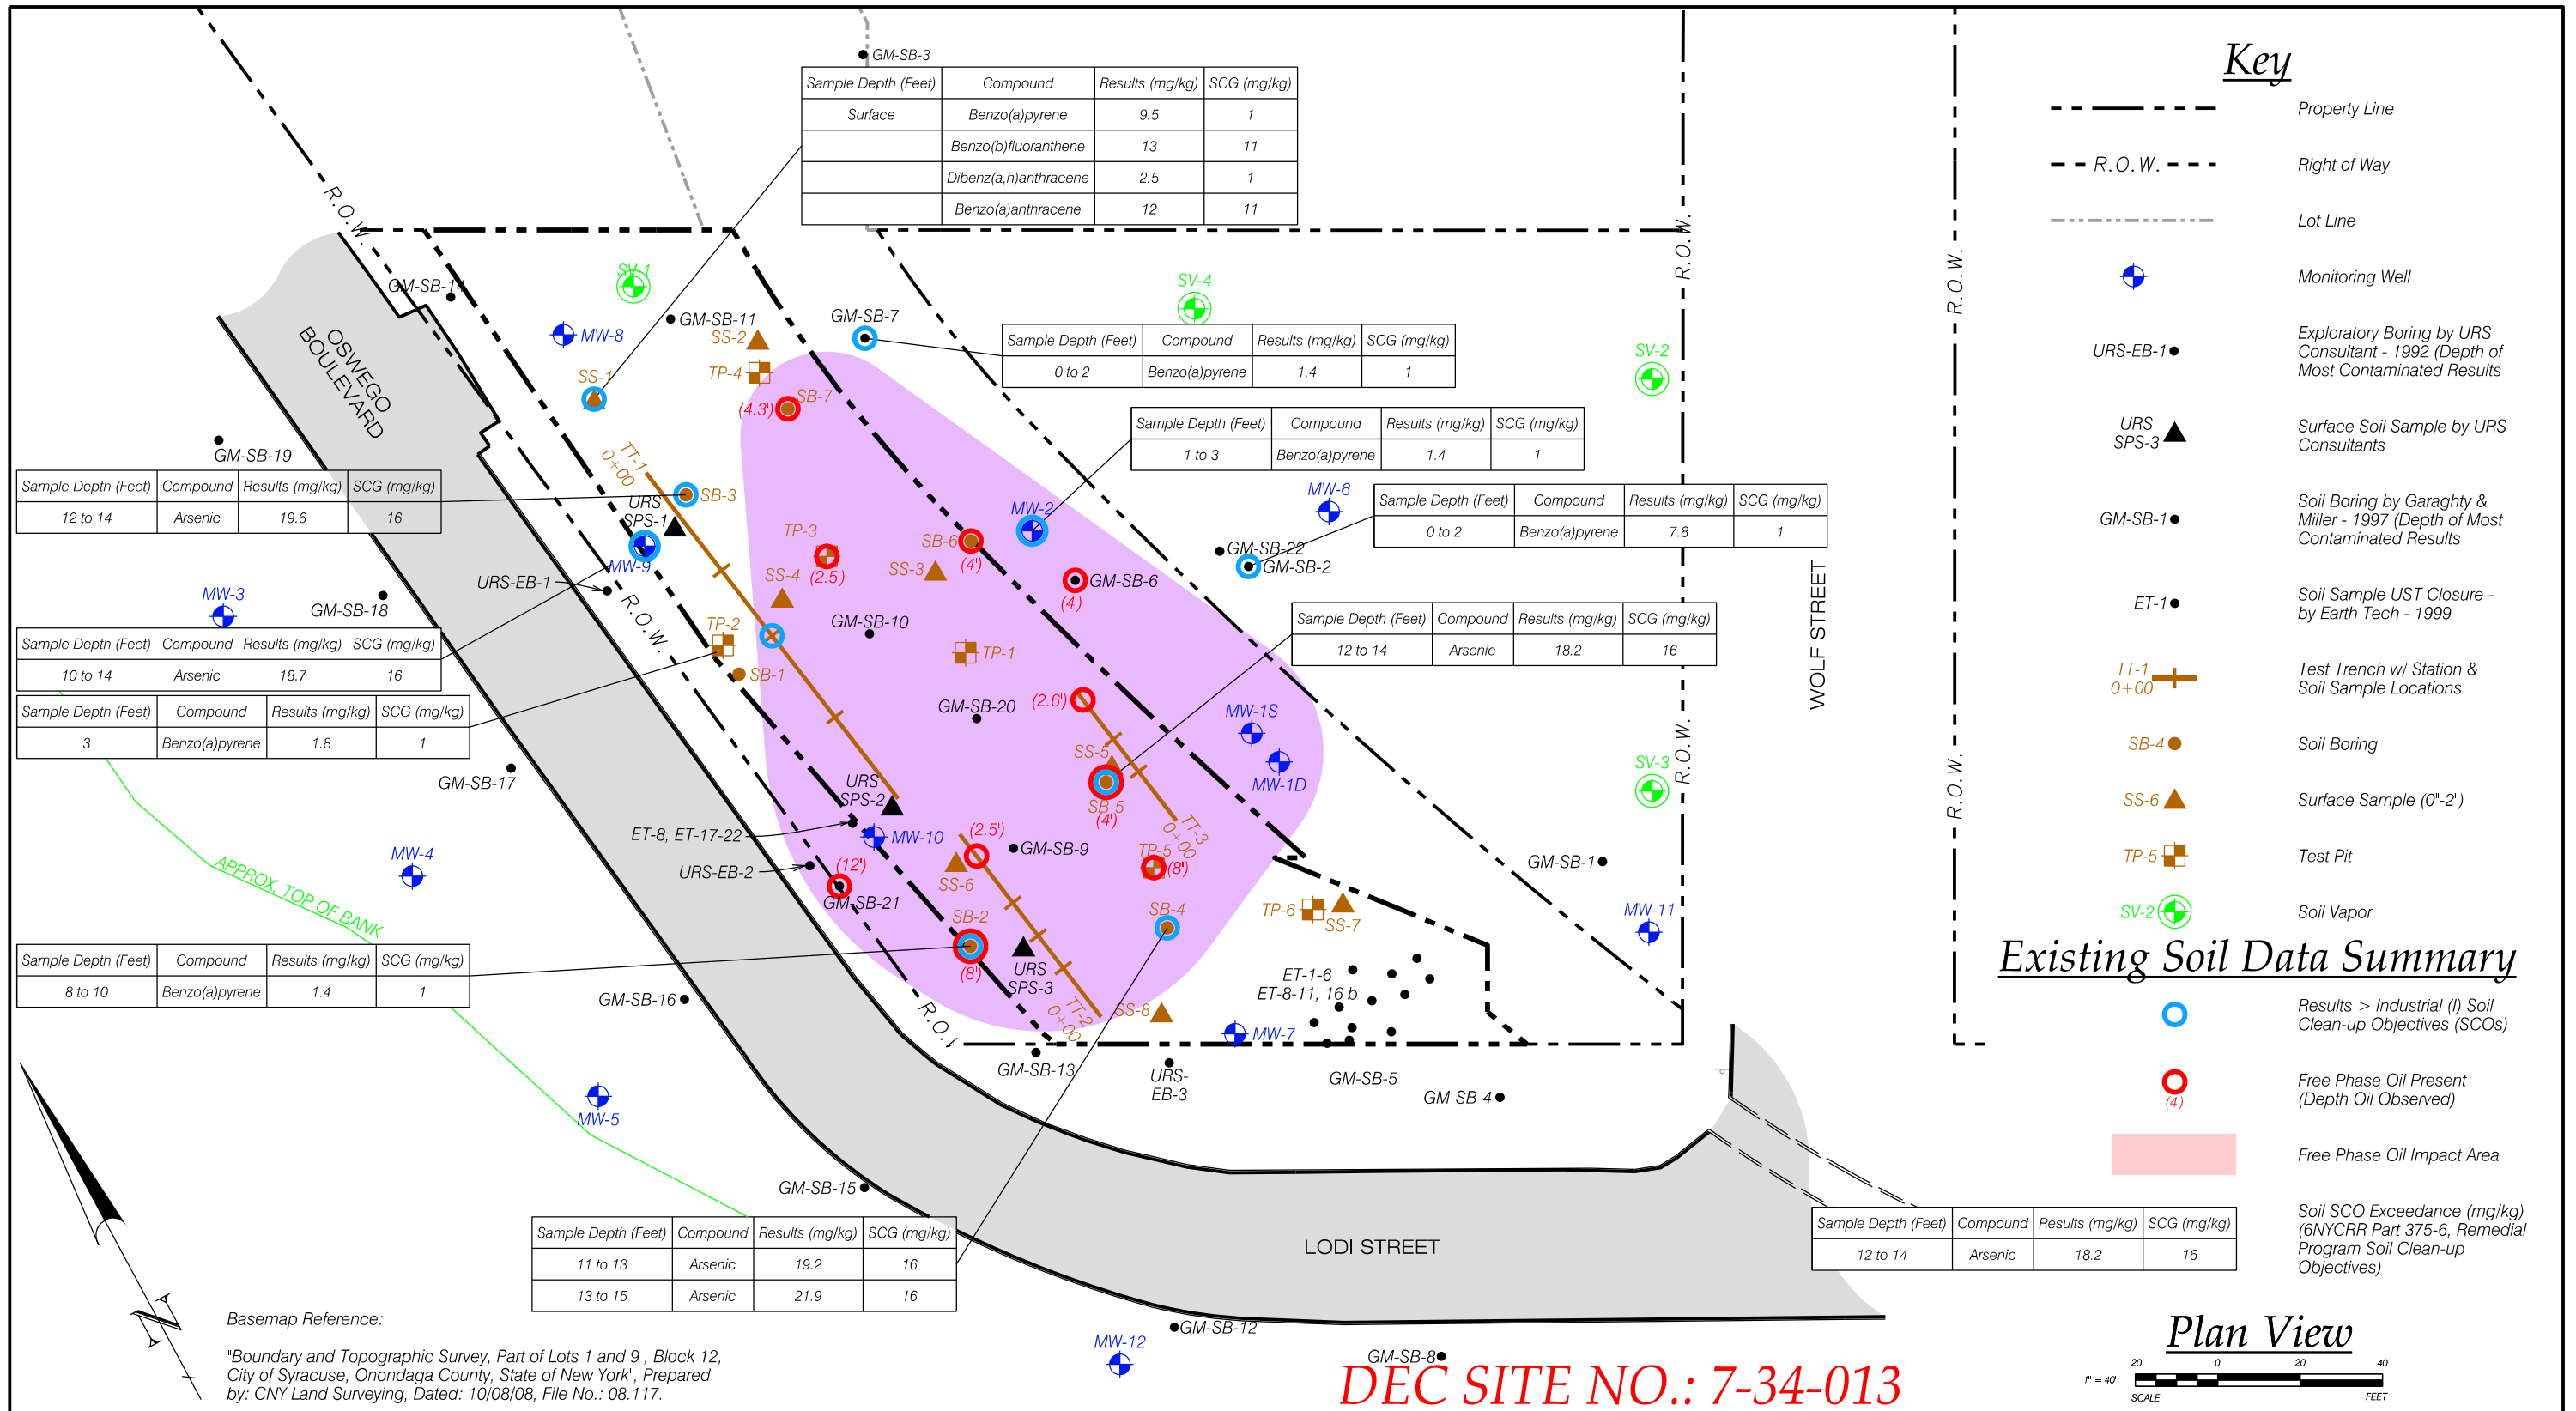 GM-SB-3
Sample Depth (Feet) Compound Results (mg/kg) SCG (mg/kg)
Surface Benzo(a)pyrene 9.5 1
Benzo(b)fluoranthene 13 11
Dibenz(a,h)anthracene 2.5 1
Benzo(a)anthracene 12 11
R.O.W.
R.O.W.
R.O.W.
GM-SB-14
OSWEGO
BOULEVARD
SV-1
MW-8
GM-SB-11
SS-2
TP-4
SS-1
GM-SB-7
SV-4
SV-2
Sample Depth (Feet) Compound Results (mg/kg) SCG (mg/kg)
0 to 2 Benzo(a)pyrene 1.4 1
SB-7
(4.3')
Sample Depth (Feet) Compound Results (mg/kg) SCG (mg/kg)
1 to 3 Benzo(a)pyrene 1.4 1
GM-SB-19
TT-1
0+00
Sample Depth (Feet) Compound Results (mg/kg) SCG (mg/kg)
12 to 14 Arsenic 19.6 16
SB-3
URS
SPS-1
MW-9
MW-2
MW-6
Sample Depth (Feet) Compound Results (mg/kg) SCG (mg/kg)
0 to 2 Benzo(a)pyrene 7.8 1
TP-3
(2.5')
SB-6
(4')
SS-3
SS-4
GM-SB-22
GM-SB-2
GM-SB-6
(4')
URS-EB-1
MW-3
GM-SB-18
R.O.W.
GM-SB-10
TP-2
TP-1
SB-1
Sample Depth (Feet) Compound Results (mg/kg) SCG (mg/kg)
12 to 14 Arsenic 18.2 16
WOLF STREET
Sample Depth (Feet) Compound Results (mg/kg) SCG (mg/kg)
10 to 14 Arsenic 18.7 16
Sample Depth (Feet) Compound Results (mg/kg) SCG (mg/kg)
3 Benzo(a)pyrene 1.8 1
GM-SB-20
(2.6')
MW-1S
MW-1D
R.O.W.
R.O.W.
SV-3
GM-SB-17
SS-5
SB-5
(4')
TT-3
0+00
URS
SPS-2
ET-8, ET-17-22
MW-10
URS-EB-2
(12')
GM-SB-21
(2.5')
SS-6
GM-SB-9
TP-5
(8')
GM-SB-1
MW-4
APPROX. TOP OF BANK
SB-2
(8')
SB-4
TP-6
SS-7
MW-11
URS
SPS-3
TT-2
0+00
SS-8
ET-1-6
ET-8-11, 16 b
MW-7
Sample Depth (Feet) Compound Results (mg/kg) SCG (mg/kg)
8 to 10 Benzo(a)pyrene 1.4 1
GM-SB-16
GM-SB-13
URS-
EB-3
GM-SB-5
GM-SB-4
MW-5
GM-SB-15
Sample Depth (Feet) Compound Results (mg/kg) SCG (mg/kg)
11 to 13 Arsenic 19.2 16
13 to 15 Arsenic 21.9 16
LODI STREET
Sample Depth (Feet) Compound Results (mg/kg) SCG (mg/kg)
12 to 14 Arsenic 18.2 16
MW-12
GM-SB-12
GM-SB-8
N
Basemap Reference:
"Boundary and Topographic Survey, Part of Lots 1 and 9 , Block 12,
City of Syracuse, Onondaga County, State of New York", Prepared
by: CNY Land Surveying, Dated: 10/08/08, File No.: 08.117.
DEC SITE NO.: 7-34-013
Key
Property Line
R.O.W. Right of Way
Lot Line
Monitoring Well
URS-EB-1 Exploratory Boring by URS
Consultant - 1992 (Depth of
Most Contaminated Results
URS
SPS-3 Surface Soil Sample by URS
Consultants
GM-SB-1 Soil Boring by Garaghty &
Miller - 1997 (Depth of Most
Contaminated Results
ET-1 Soil Sample UST Closure -
by Earth Tech - 1999
TT-1
0+00 Test Trench w/ Station &
Soil Sample Locations
SB-4 Soil Boring
SS-6 Surface Sample (0"-2")
TP-5 Test Pit
SV-2 Soil Vapor
Existing Soil Data Summary
Results > Industrial (I) Soil
Clean-up Objectives (SCOs)
(4') Free Phase Oil Present
(Depth Oil Observed)
Free Phase Oil Impact Area
Soil SCO Exceedance (mg/kg)
(6NYCRR Part 375-6, Remedial
Program Soil Clean-up
Objectives)
Plan View
20 0 20 40
1" = 40'
SCALE FEET